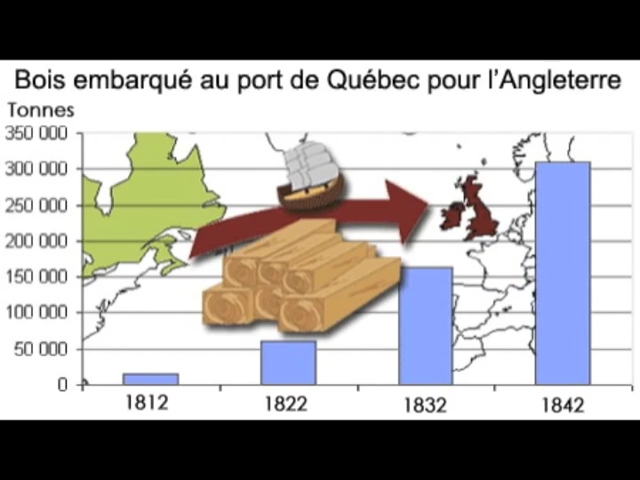 Bois embarqué au port de Québec pour l'Angleterre
Tonnes
350 000
300 000
250 000
200 000
150 000
100 000
50 000
0
1812 1822 1832 1842